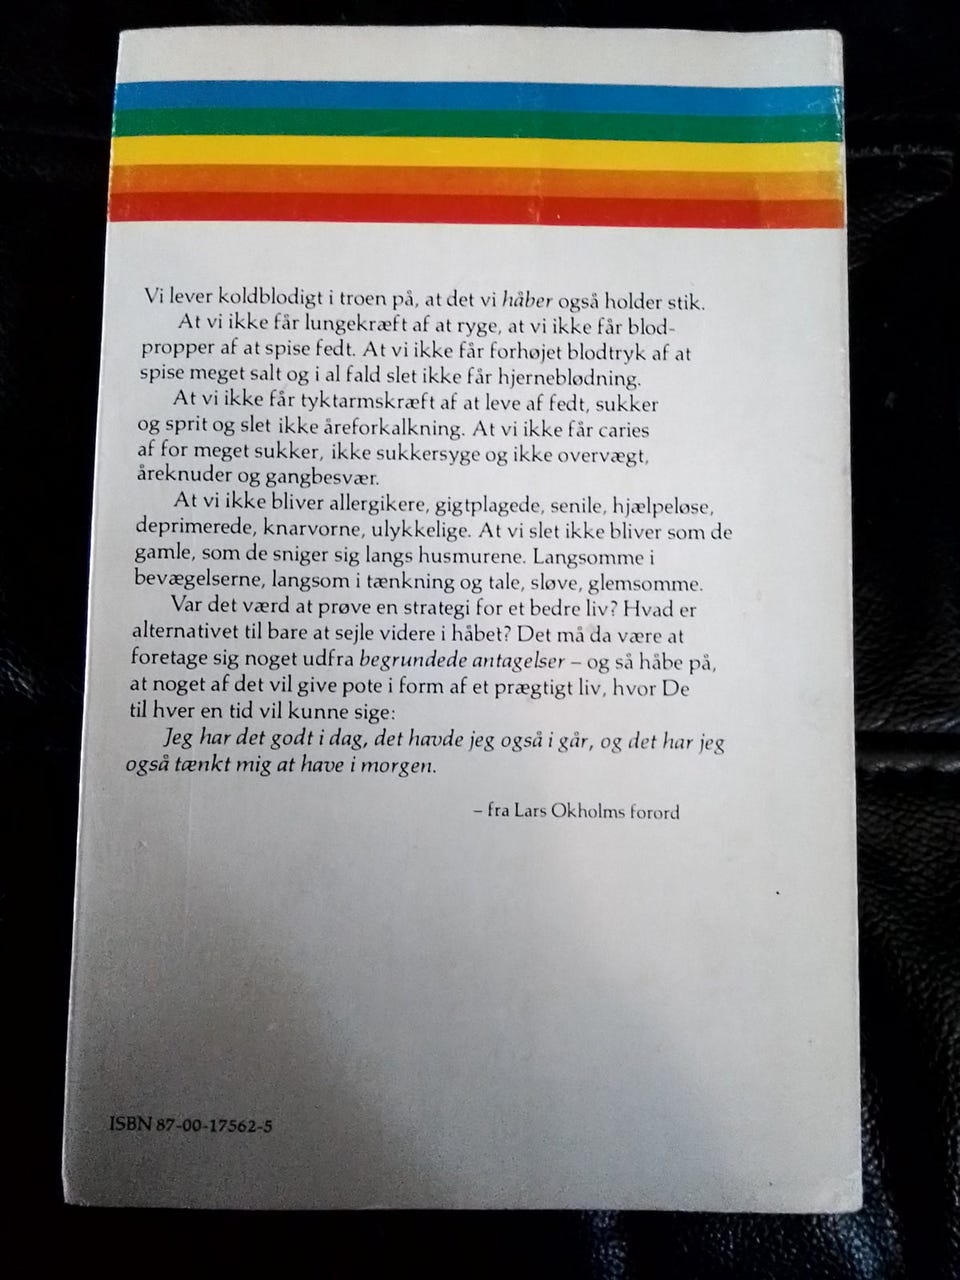 Vi lever koldblodigt i troen på, at det vi håber også holder stik.
At vi ikke får lungekræft af at ryge, at vi ikke får blod-
propper af at spise fedt. At vi ikke får forhøjet blodtryk af at
spise meget salt og i al fald slet ikke får hjerneblødning.
At vi ikke får tyktarmskræft af at leve af fedt, sukker
og sprit og slet ikke åreforkalkning. At vi ikke får caries
af for meget sukker, ikke sukkersyge og ikke overvægt,
åreknuder og gangbesvær.
At vi ikke bliver allergikere, gigtplagede, senile, hjælpeløse,
deprimerede, knarvorne, ulykkelige. At vi slet ikke bliver som de
gamle, som de sniger sig langs husmurene. Langsomme i
bevægelserne, langsom i tænkning og tale, sløve, glemsomme.
Var det værd at prøve en strategi for et bedre liv? Hvad er
alternativet til bare at sejle videre i håbet? Det må da være at
foretage sig noget udfra begrundede antagelser – og så håbe på,
at noget af det vil give pote i form af et prægtigt liv, hvor De
til hver en tid vil kunne sige:
Jeg har det godt i dag, det havde jeg også i går, og det har jeg
også tænkt mig at have i morgen.
– fra Lars Okholms forord
ISBN 87-00-17562-5